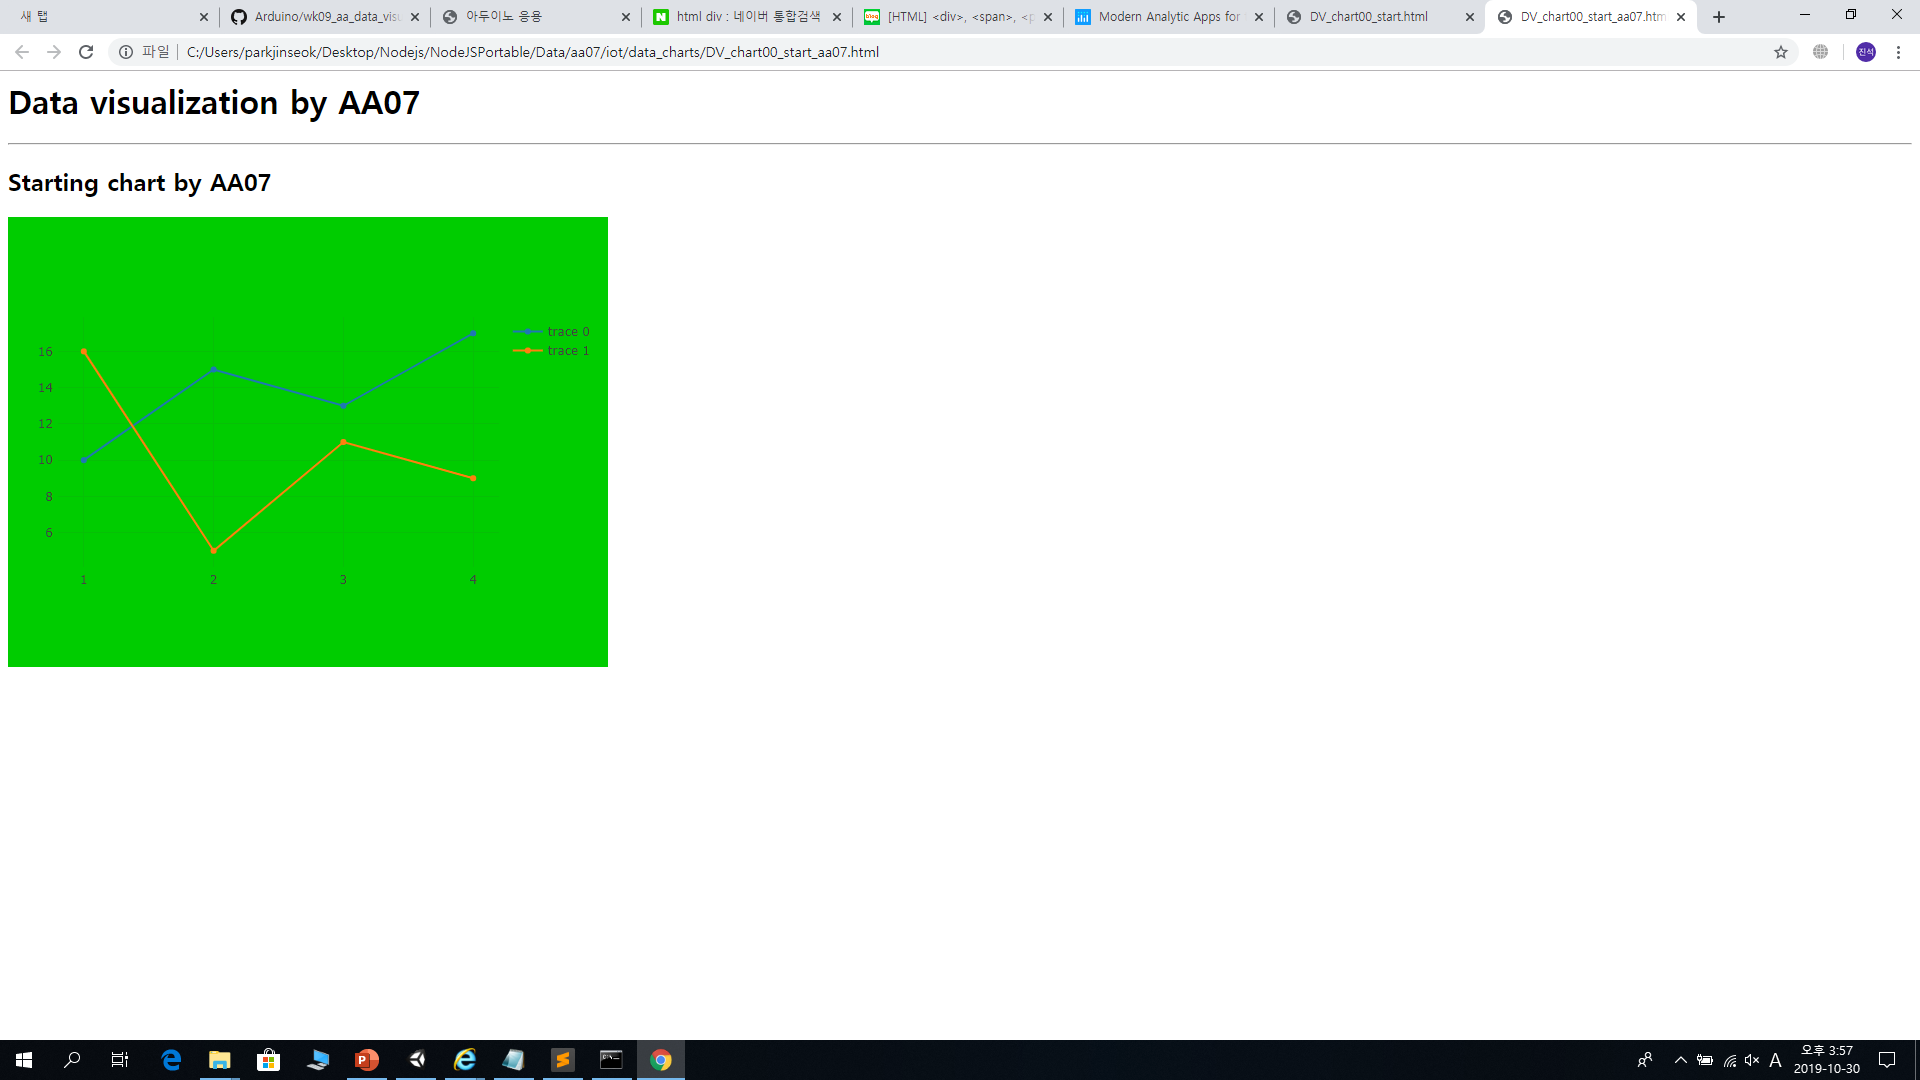 새 탭
Arduino/wk09_aa_data_visu
아두이노 응용
html div : 네이버 통합검색
[HTML] <div>, <span>, <p
Modern Analytic Apps for
DV_chart00_start.html
DV_chart00_start_aa07.htm
파일
C:/Users/parkjinseok/Desktop/Nodejs/NodeJSPortable/Data/aa07/iot/data_charts/DV_chart00_start_aa07.html
진석
Data visualization by AA07
Starting chart by AA07
trace 0
trace 1
16
14
12
10
8
6
1 2 3 4
A
오후 3:57
2019-10-30